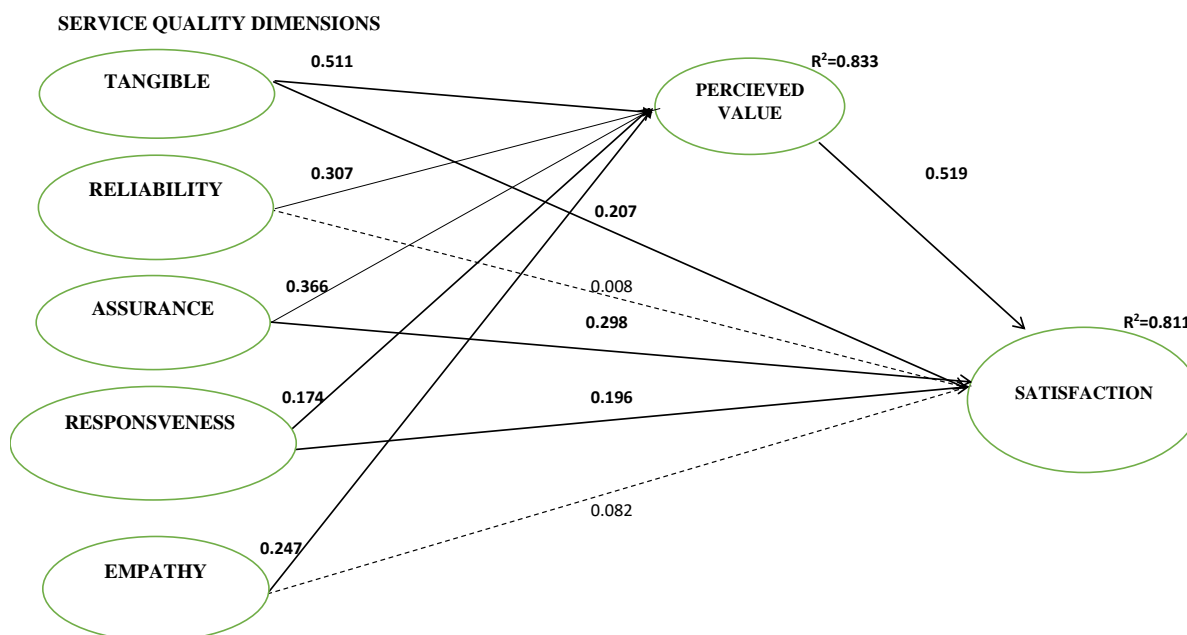 SERVICE QUALITY DIMENSIONS
0.511
R²=0.833
TANGIBLE
PERCIEVED
VALUE
RELIABILITY
0.307
0.519
0.207
0.366
0.008
ASSURANCE
0.298
R²=0.811
0.174
0.196
RESPONSVENESS
SATISFACTION
0.082
0.247
EMPATHY